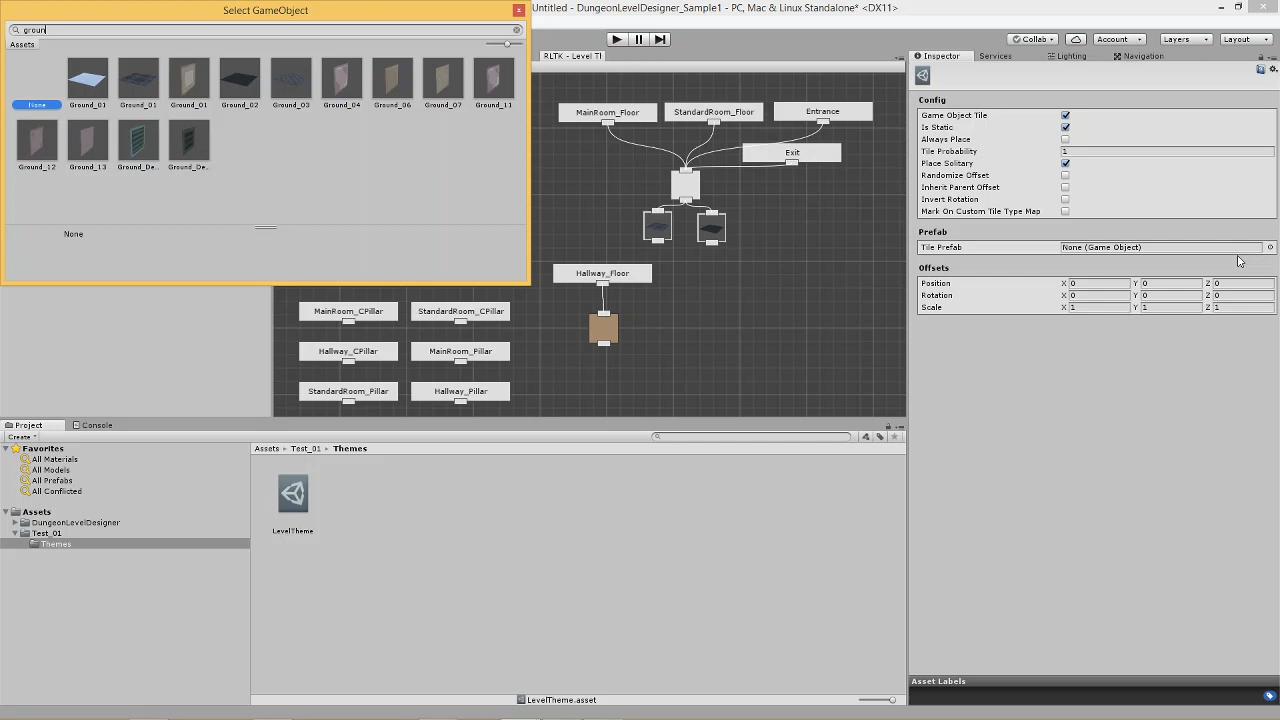 Select GameObject
Untitled - DungeonLevelDesigner_Sample1 - PC, Mac & Linux Standalone* <DX11>
groun
Assets
None
Ground_01
Ground_01
Ground_01
Ground_02
Ground_03
Ground_04
Ground_06
Ground_07
Ground_11
Ground_12
Ground_13
Ground_De...
Ground_De...
None
Collab
Account
Layers
Layout
RLTK - Level Tl
MainRoom_Floor
StandardRoom_Floor
Entrance
Exit
Hallway_Floor
MainRoom_CPillar
StandardRoom_CPillar
Hallway_CPillar
MainRoom_Pillar
StandardRoom_Pillar
Hallway_Pillar
Inspector
Services
Lighting
Navigation
Config
Game Object Tile
Is Static
Always Place
Tile Probability 1
Place Solitary
Randomize Offset
Inherit Parent Offset
Invert Rotation
Mark On Custom Tile Type Map
Prefab
Tile Prefab None (Game Object)
Offsets
Position X 0 Y 0 Z 0
Rotation X 0 Y 0 Z 0
Scale X 1 Y 1 Z 1
Project
Console
Create
Favorites
All Materials
All Models
All Prefabs
All Conflicted
Assets
DungeonLevelDesigner
Test_01
Themes
Assets Test_01 Themes
LevelTheme
LevelTheme.asset
Asset Labels